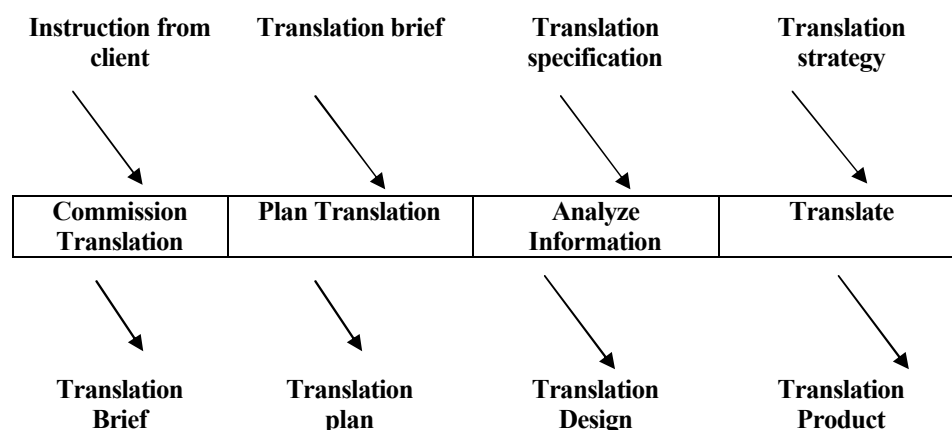 Instruction from
client
Translation brief
Translation
specification
Translation
strategy
Commission
Translation
Plan Translation
Analyze
Information
Translate
Translation
Brief
Translation
plan
Translation
Design
Translation
Product